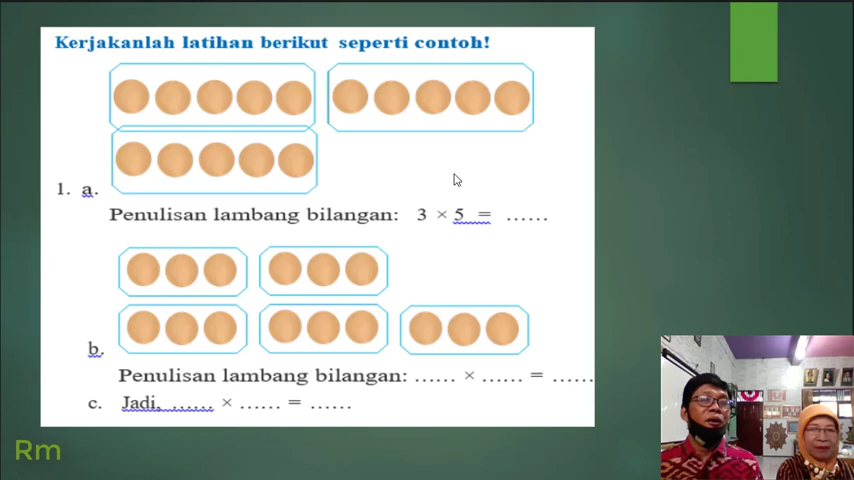 Kerjakanlah latihan berikut seperti contoh!
1. a.
Penulisan lambang bilangan: 3 × 5 = ……
b.
Penulisan lambang bilangan: …… × …… = ……
c. Jadi, …… × …… = ……
Rm